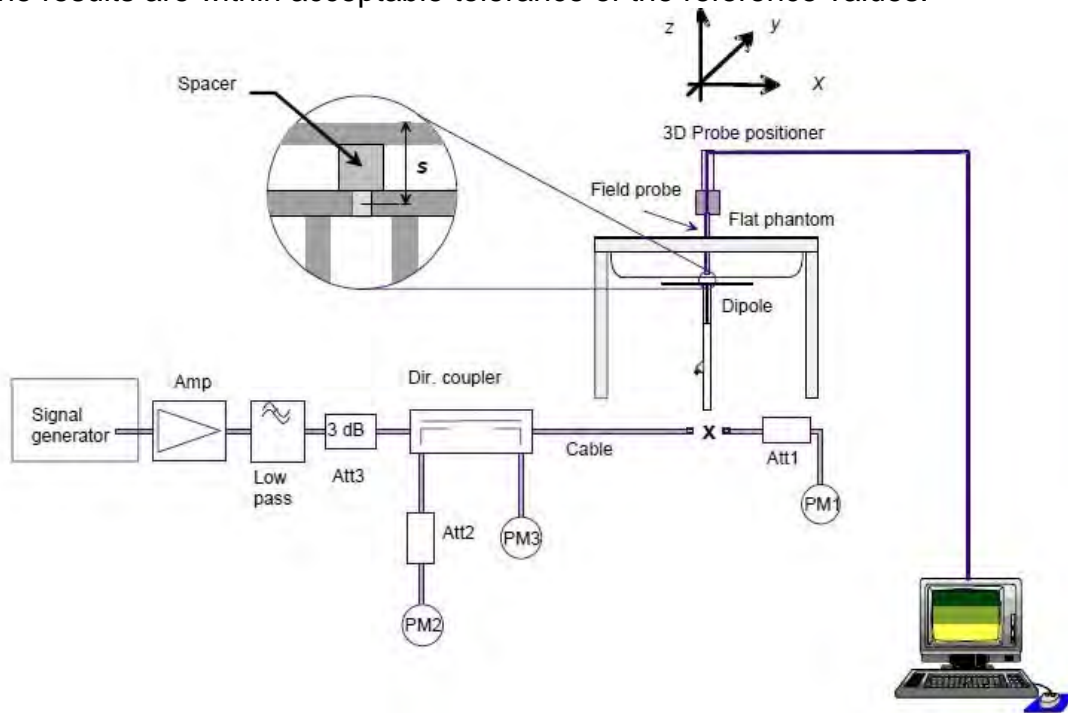 he results are within acceptable tolerance of the reference values.
z
y
x
Spacer
s
3D Probe positioner
Field probe
Flat phantom
Dipole
Signal
generator
Amp
Low
pass
3 dB
Att3
Dir. coupler
Cable
X
Att1
PM1
Att2
PM3
PM2